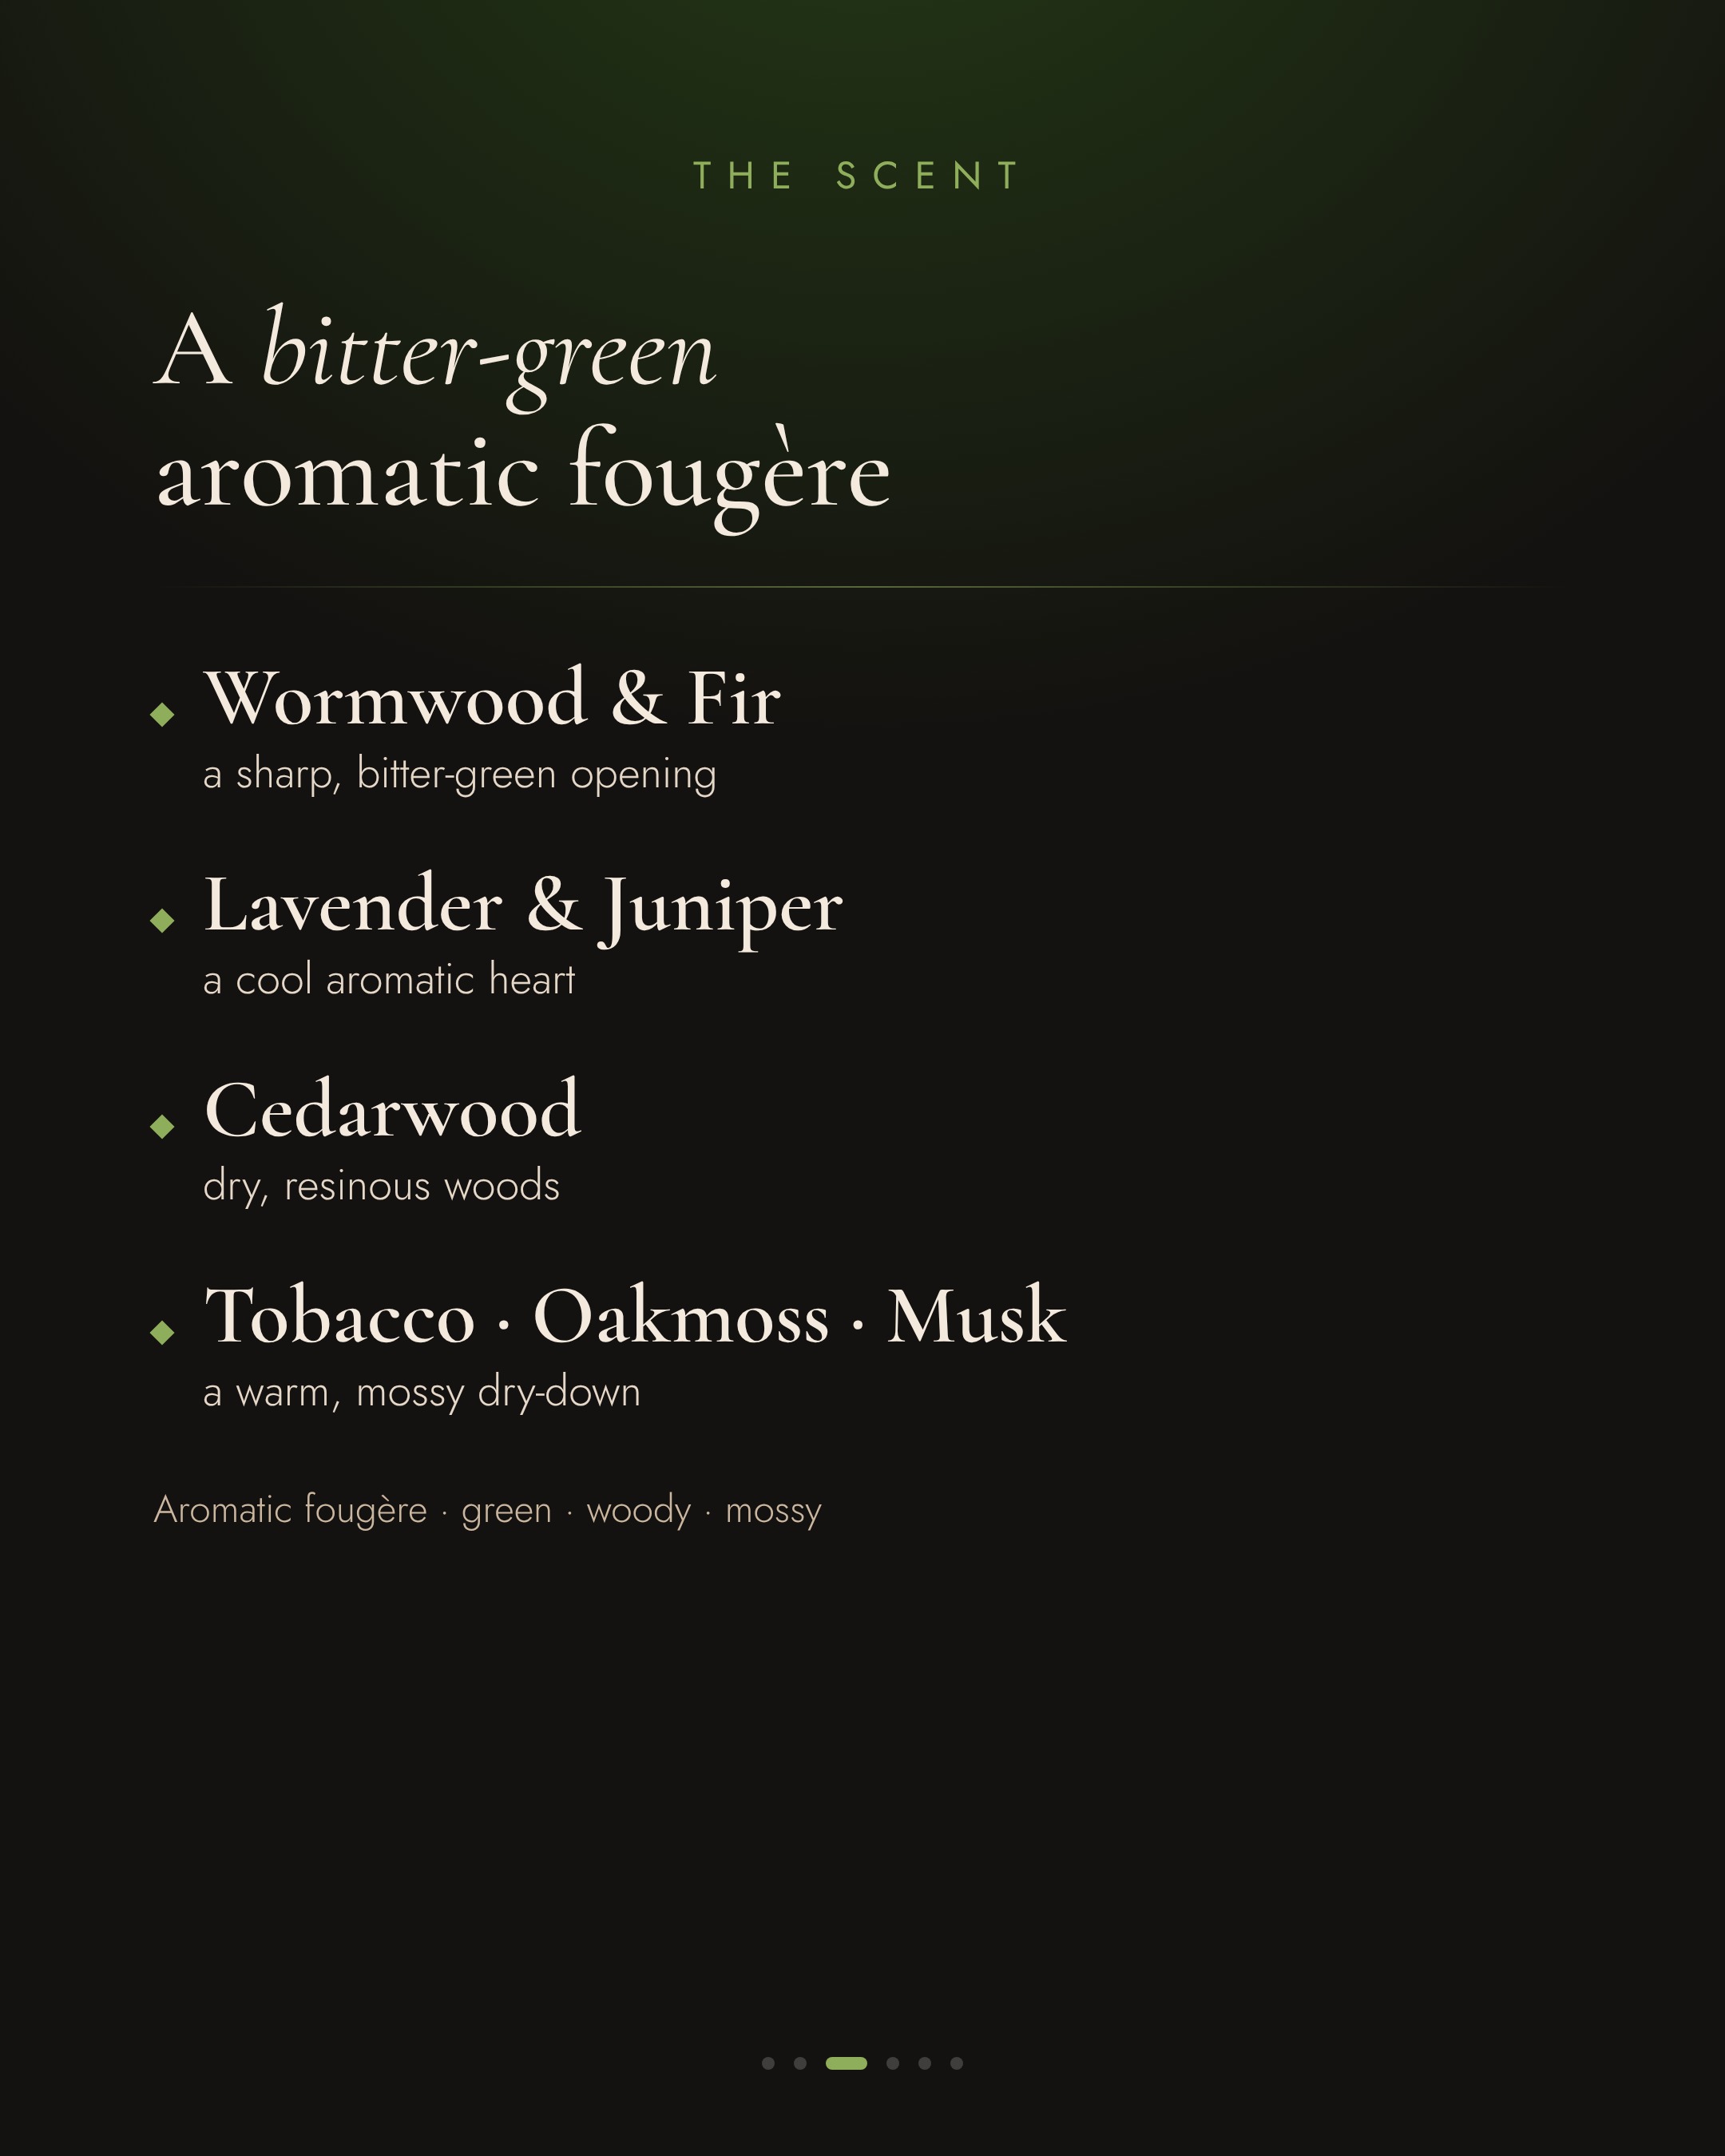 THE SCENT
A bitter-green
aromatic fougère
Wormwood & Fir
a sharp, bitter-green opening
Lavender & Juniper
a cool aromatic heart
Cedarwood
dry, resinous woods
Tobacco · Oakmoss · Musk
a warm, mossy dry-down
Aromatic fougère · green · woody · mossy